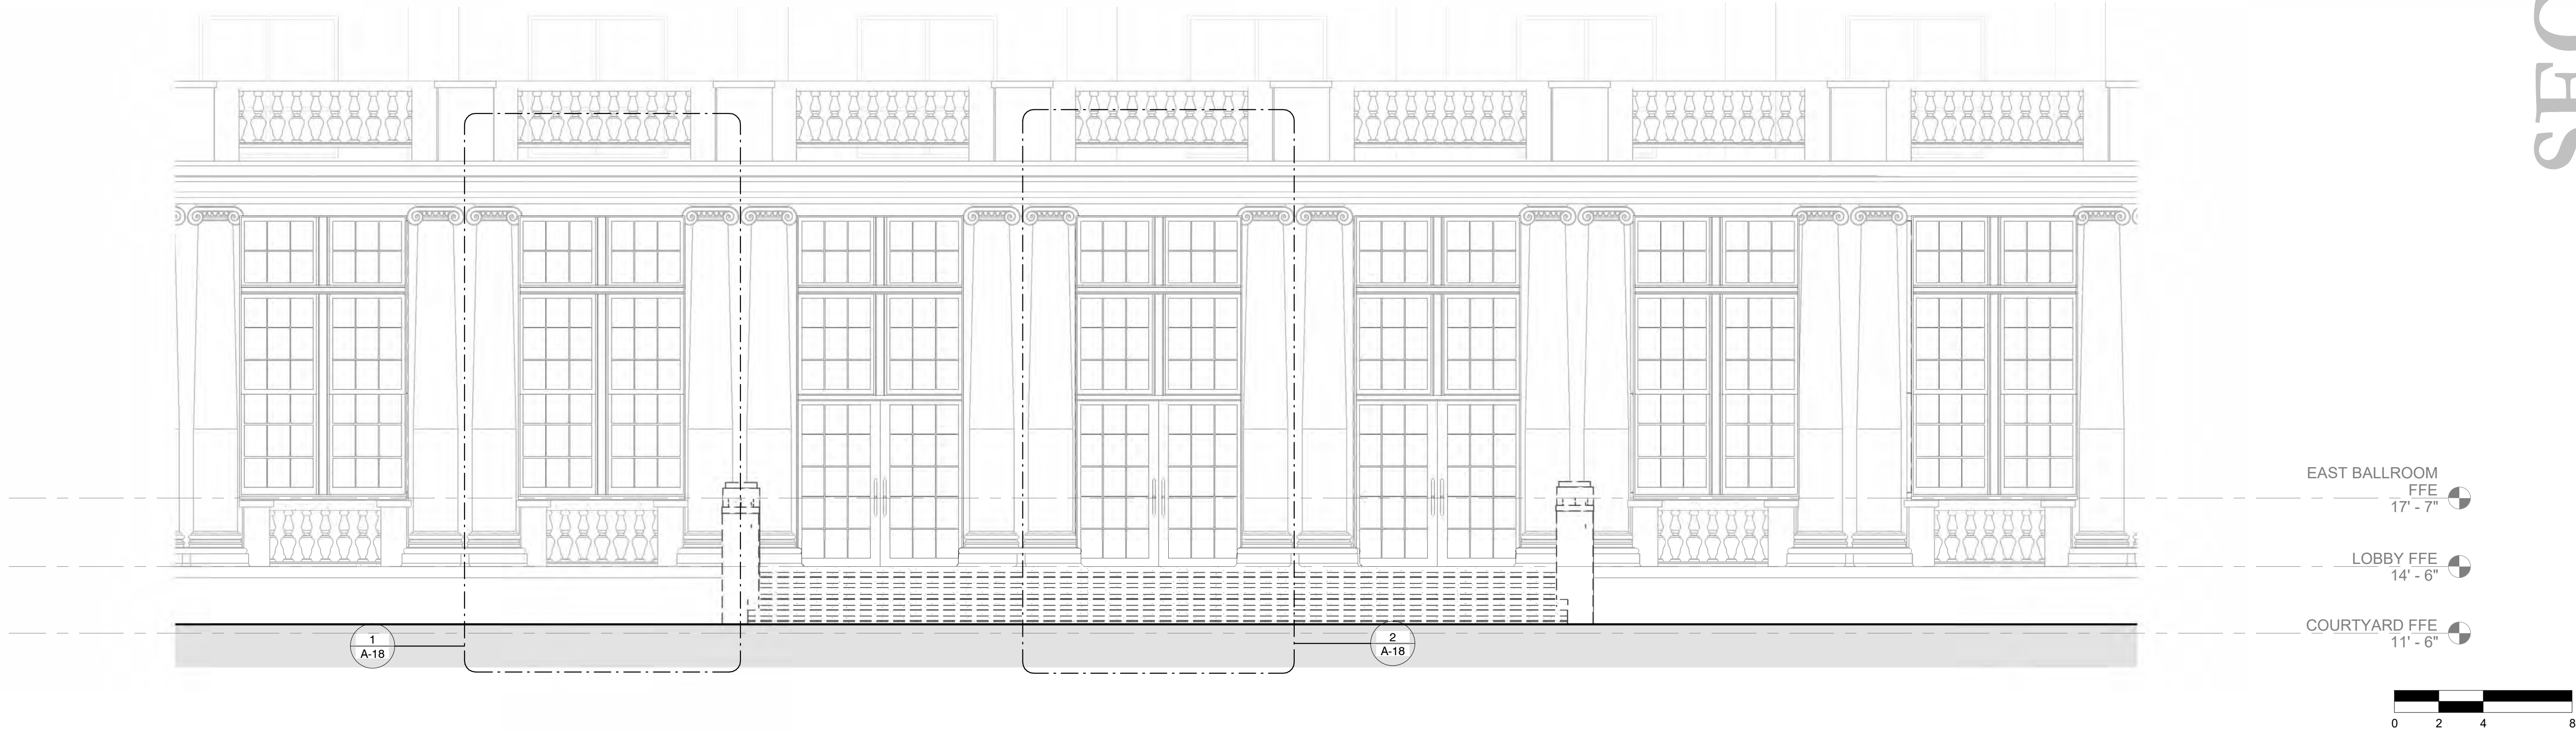 SEC
EAST BALLROOM
FFE
17' - 7"
LOBBY FFE
14' - 6"
COURTYARD FFE
11' - 6"
1
A-18
2
A-18
0 2 4 8